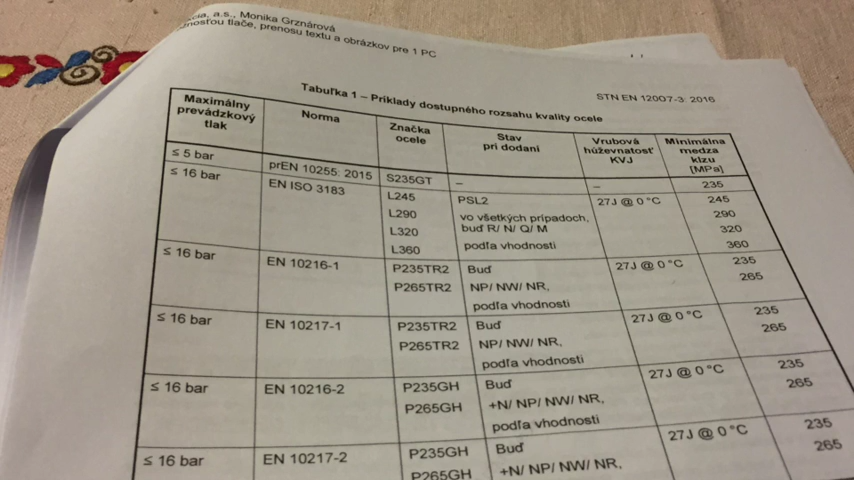 cia, a.s., Monika Grznárová
nosťou tlače, prenosu textu a obrázkov pre 1 PC
STN EN 12007-3: 2016
Tabuľka 1 – Príklady dostupného rozsahu kvality ocele
Maximálny prevádzkový tlak | Norma | Značka ocele | Stav pri dodaní | Vrubová húževnatosť KVJ | Minimálna medza klzu [MPa]
≤ 5 bar | prEN 10255: 2015 | S235GT | – | – | 235
≤ 16 bar | EN ISO 3183 | L245 | PSL2 | 27J @ 0 °C | 245
L290 | vo všetkých prípadoch, | 290
L320 | buď R/ N/ Q/ M | 320
L360 | podľa vhodnosti | 360
≤ 16 bar | EN 10216-1 | P235TR2 | Buď | 27J @ 0 °C | 235
P265TR2 | NP/ NW/ NR, | 265
podľa vhodnosti
≤ 16 bar | EN 10217-1 | P235TR2 | Buď | 27J @ 0 °C | 235
P265TR2 | NP/ NW/ NR, | 265
podľa vhodnosti
≤ 16 bar | EN 10216-2 | P235GH | Buď | 27J @ 0 °C | 235
P265GH | +N/ NP/ NW/ NR, | 265
podľa vhodnosti
≤ 16 bar | EN 10217-2 | P235GH | Buď | 27J @ 0 °C | 235
P265GH | +N/ NP/ NW/ NR, | 265